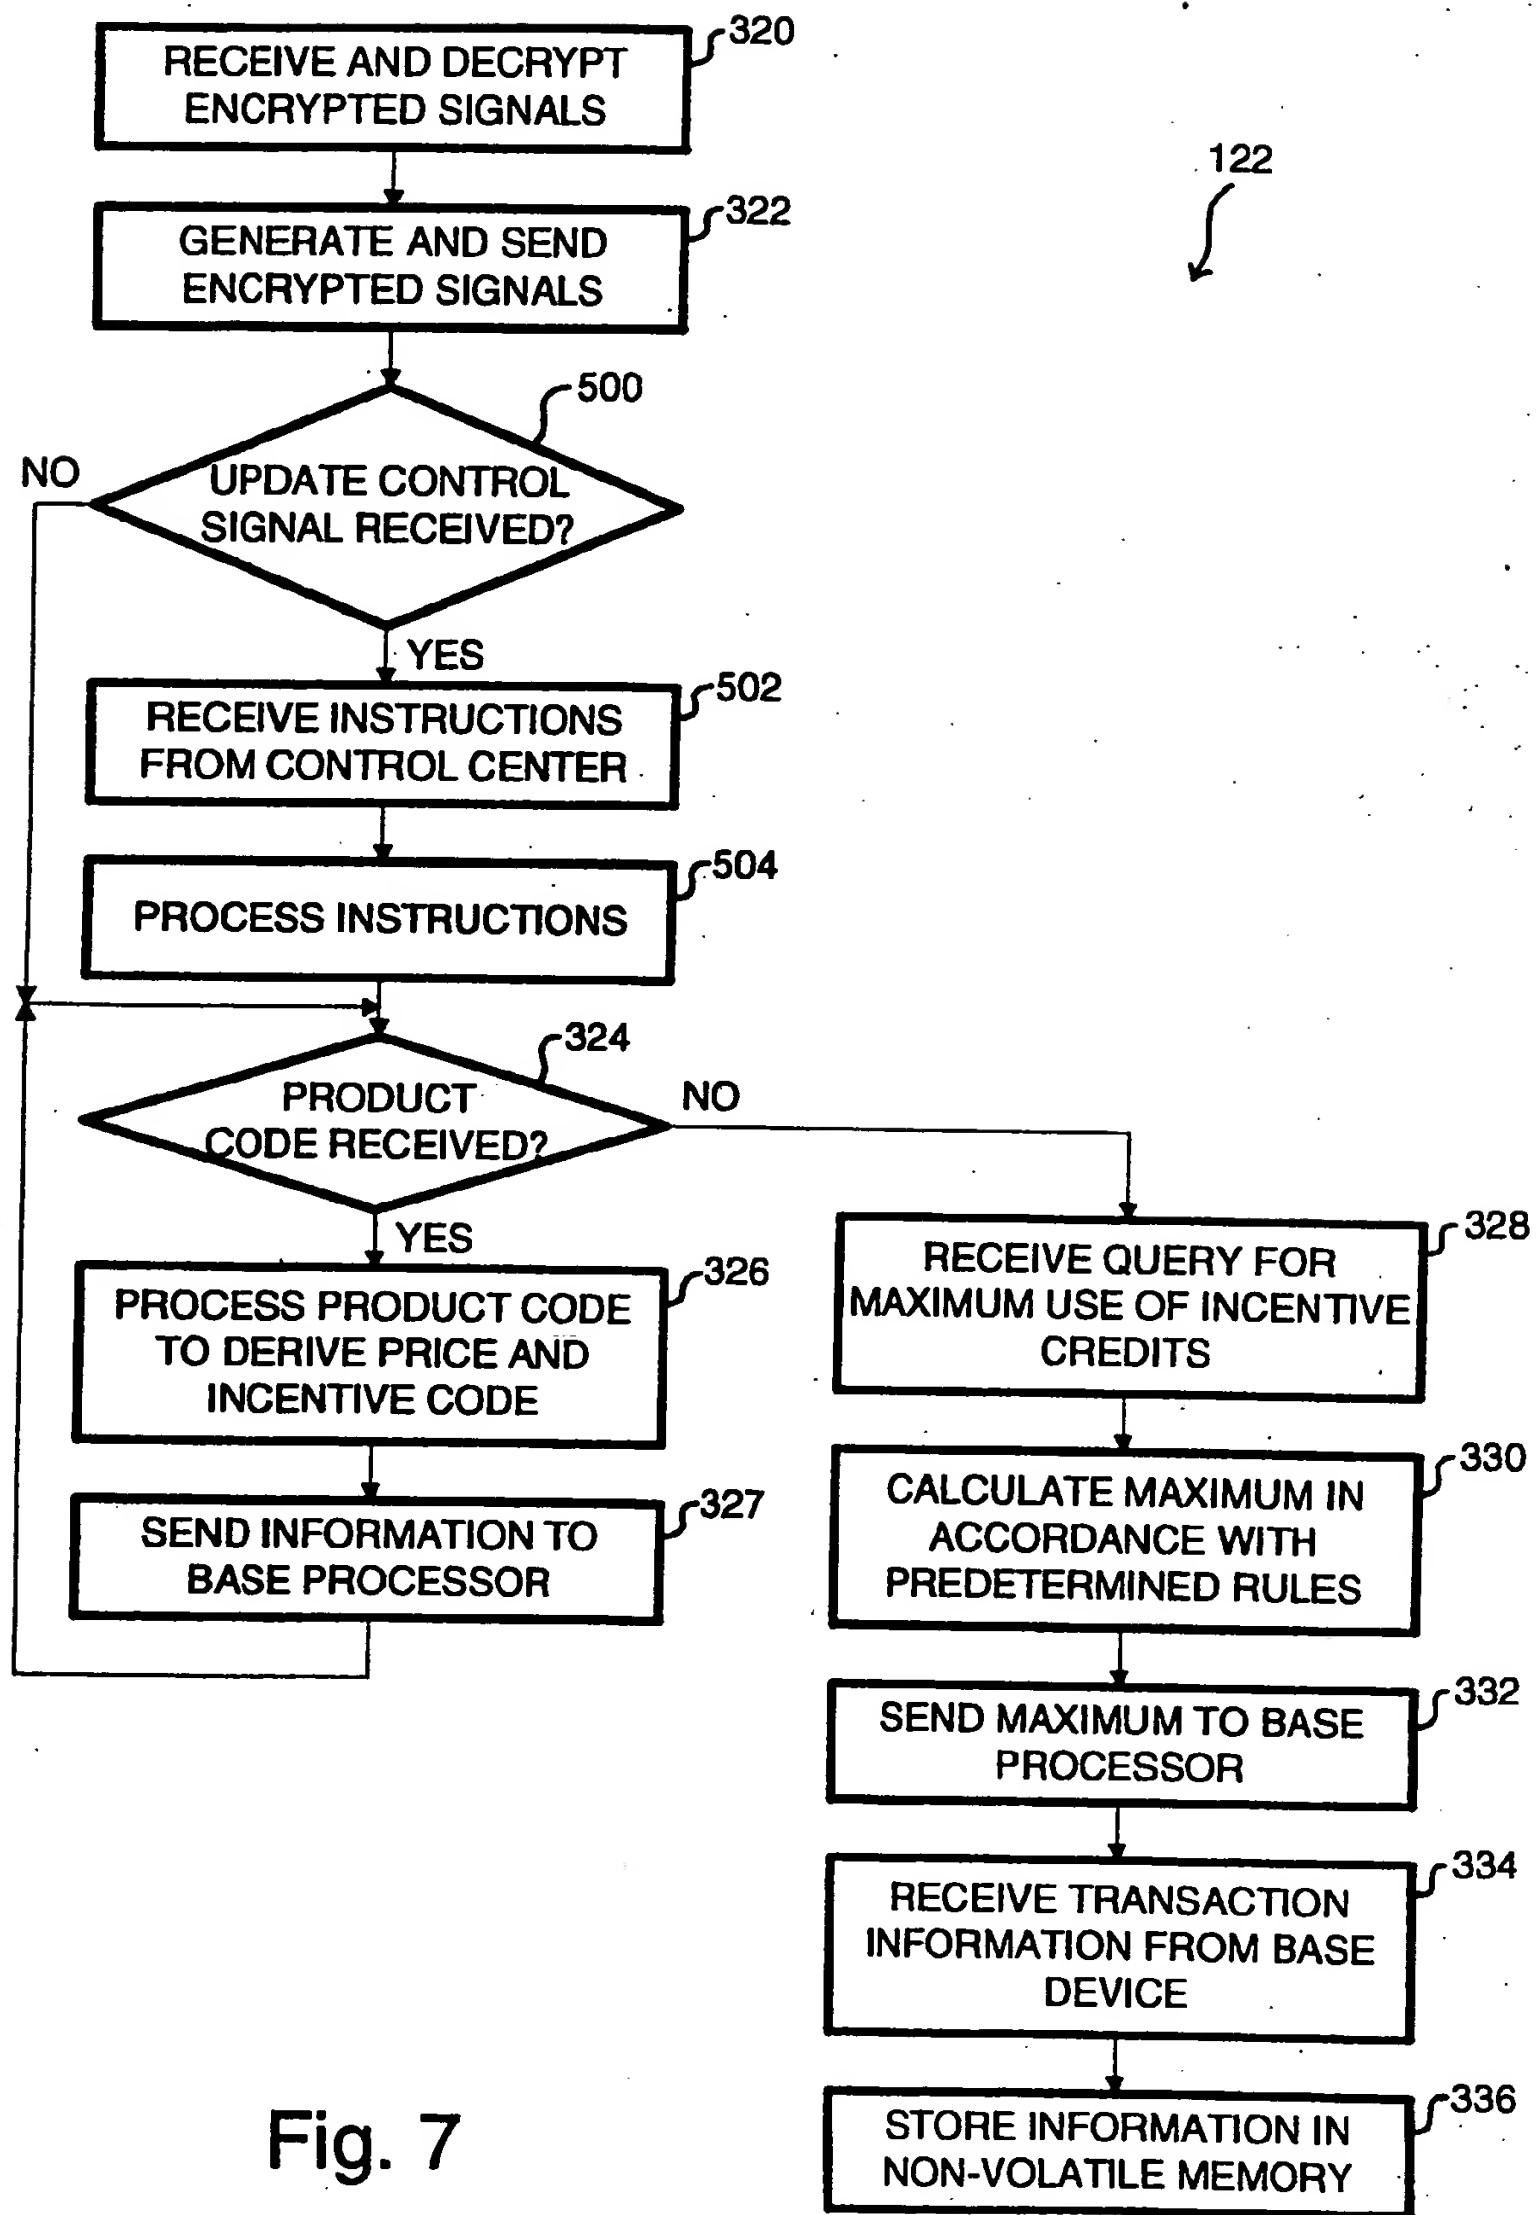 320
RECEIVE AND DECRYPT
ENCRYPTED SIGNALS
122
322
GENERATE AND SEND
ENCRYPTED SIGNALS
500
NO
UPDATE CONTROL
SIGNAL RECEIVED?
YES
502
RECEIVE INSTRUCTIONS
FROM CONTROL CENTER
504
PROCESS INSTRUCTIONS
324
PRODUCT
CODE RECEIVED?
NO
YES
326
PROCESS PRODUCT CODE
TO DERIVE PRICE AND
INCENTIVE CODE
327
SEND INFORMATION TO
BASE PROCESSOR
328
RECEIVE QUERY FOR
MAXIMUM USE OF INCENTIVE
CREDITS
330
CALCULATE MAXIMUM IN
ACCORDANCE WITH
PREDETERMINED RULES
332
SEND MAXIMUM TO BASE
PROCESSOR
334
RECEIVE TRANSACTION
INFORMATION FROM BASE
DEVICE
336
STORE INFORMATION IN
NON-VOLATILE MEMORY
Fig. 7